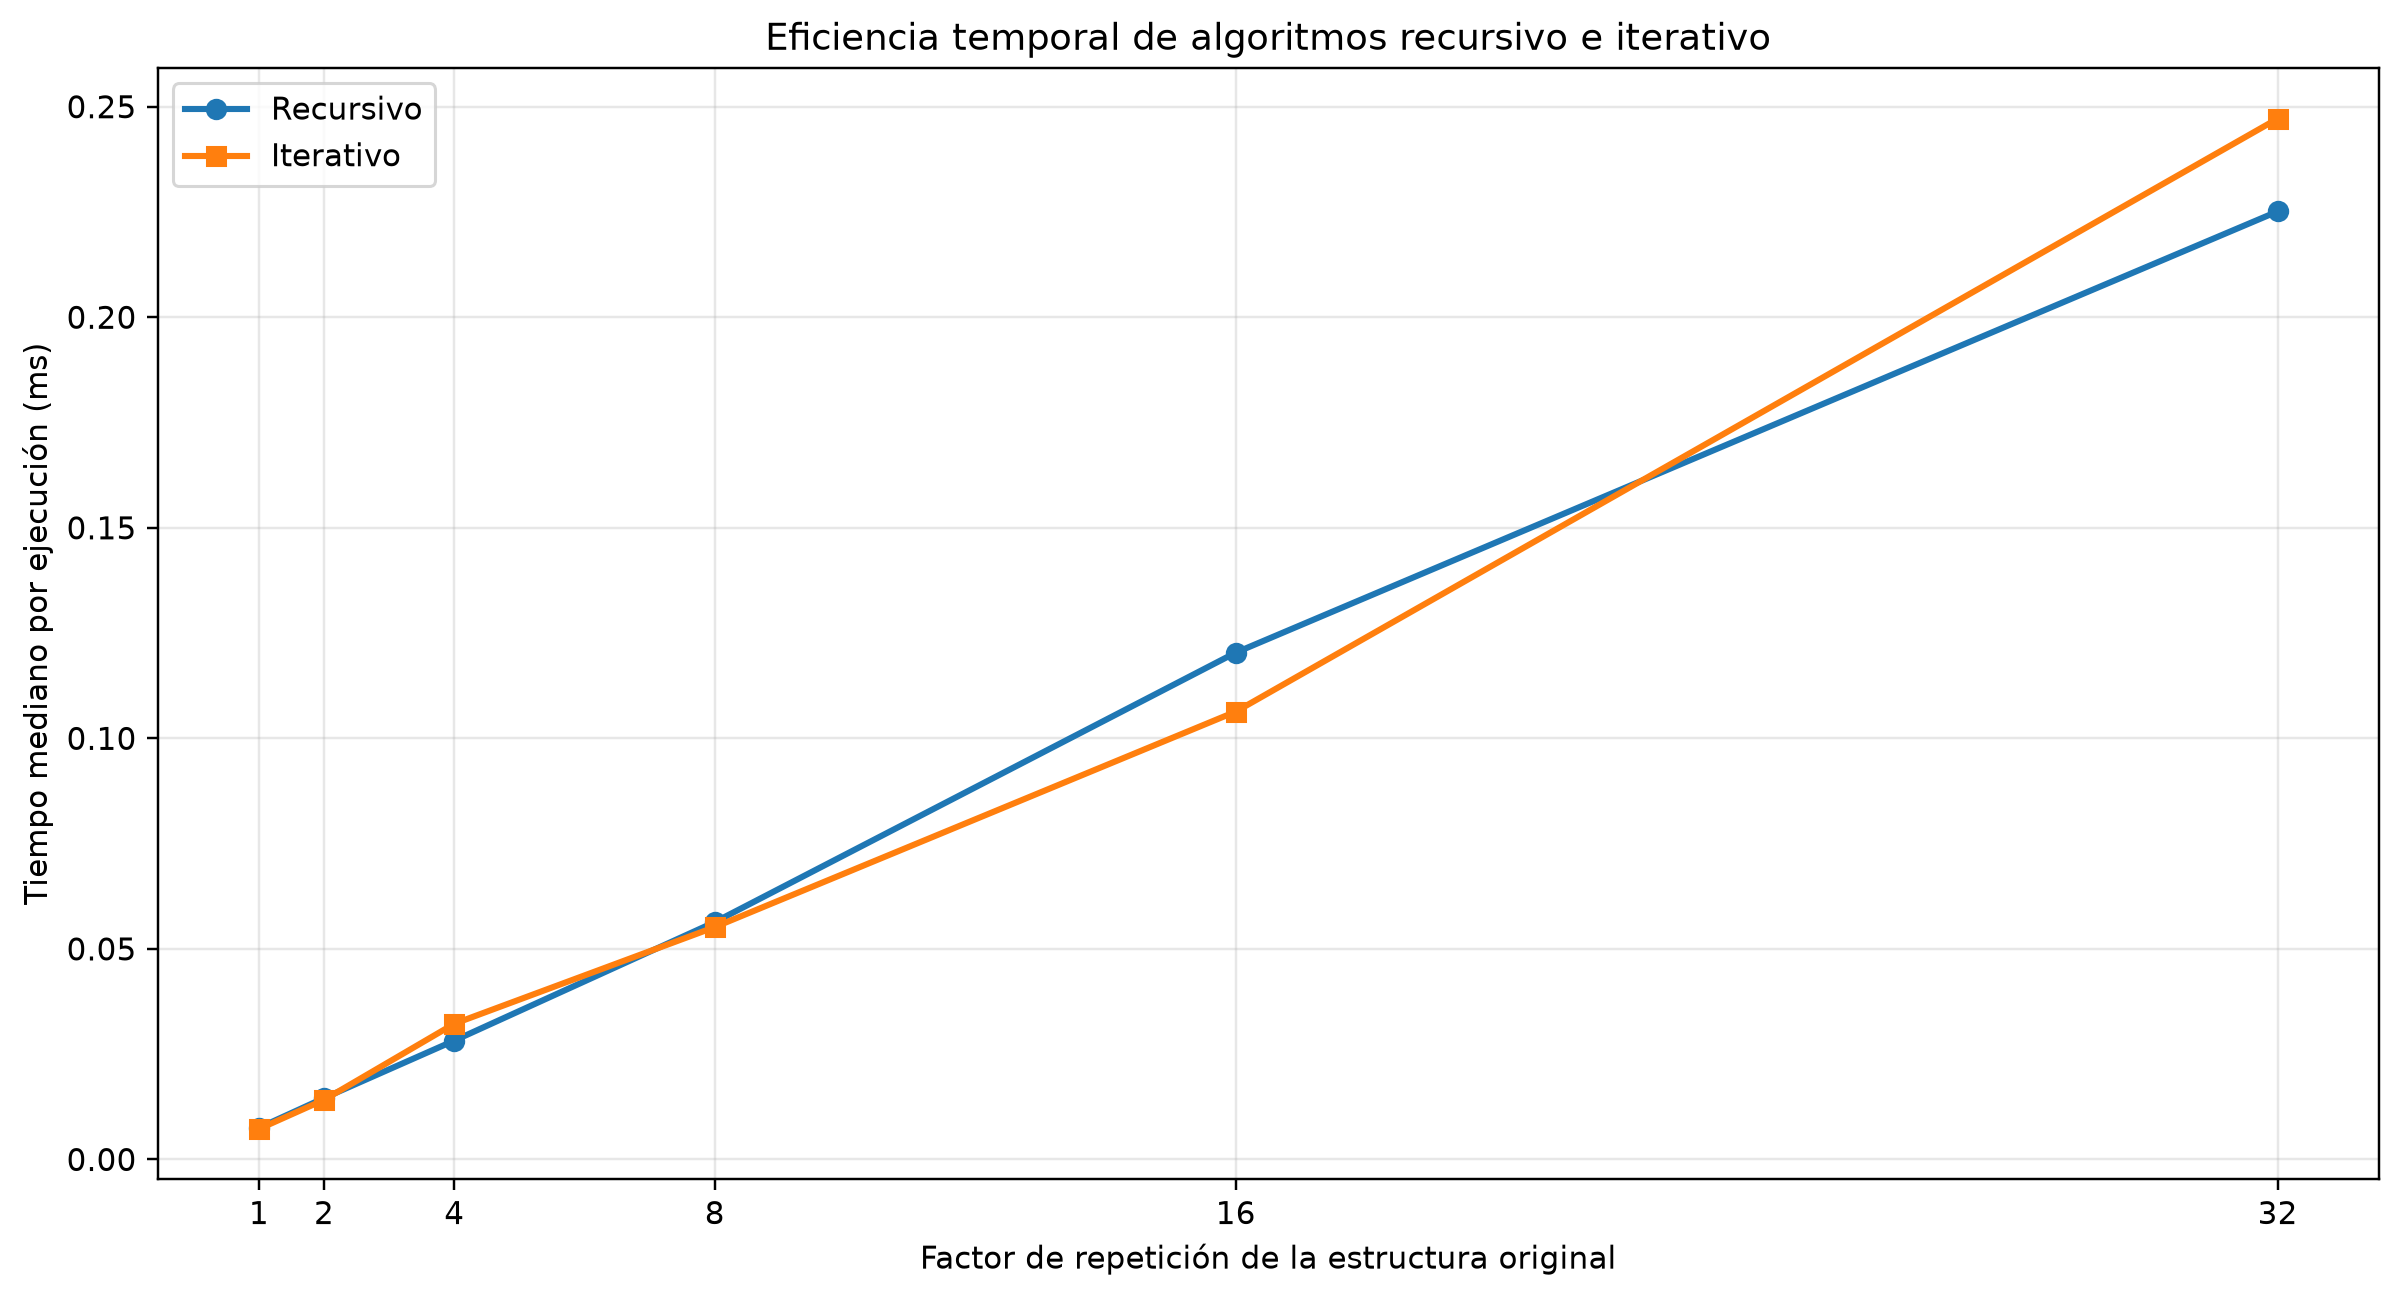 Eficiencia temporal de algoritmos recursivo e iterativo
Recursivo
Iterativo
Tiempo mediano por ejecución (ms)
0.25
0.20
0.15
0.10
0.05
0.00
1 2 4 8 16 32
Factor de repetición de la estructura original